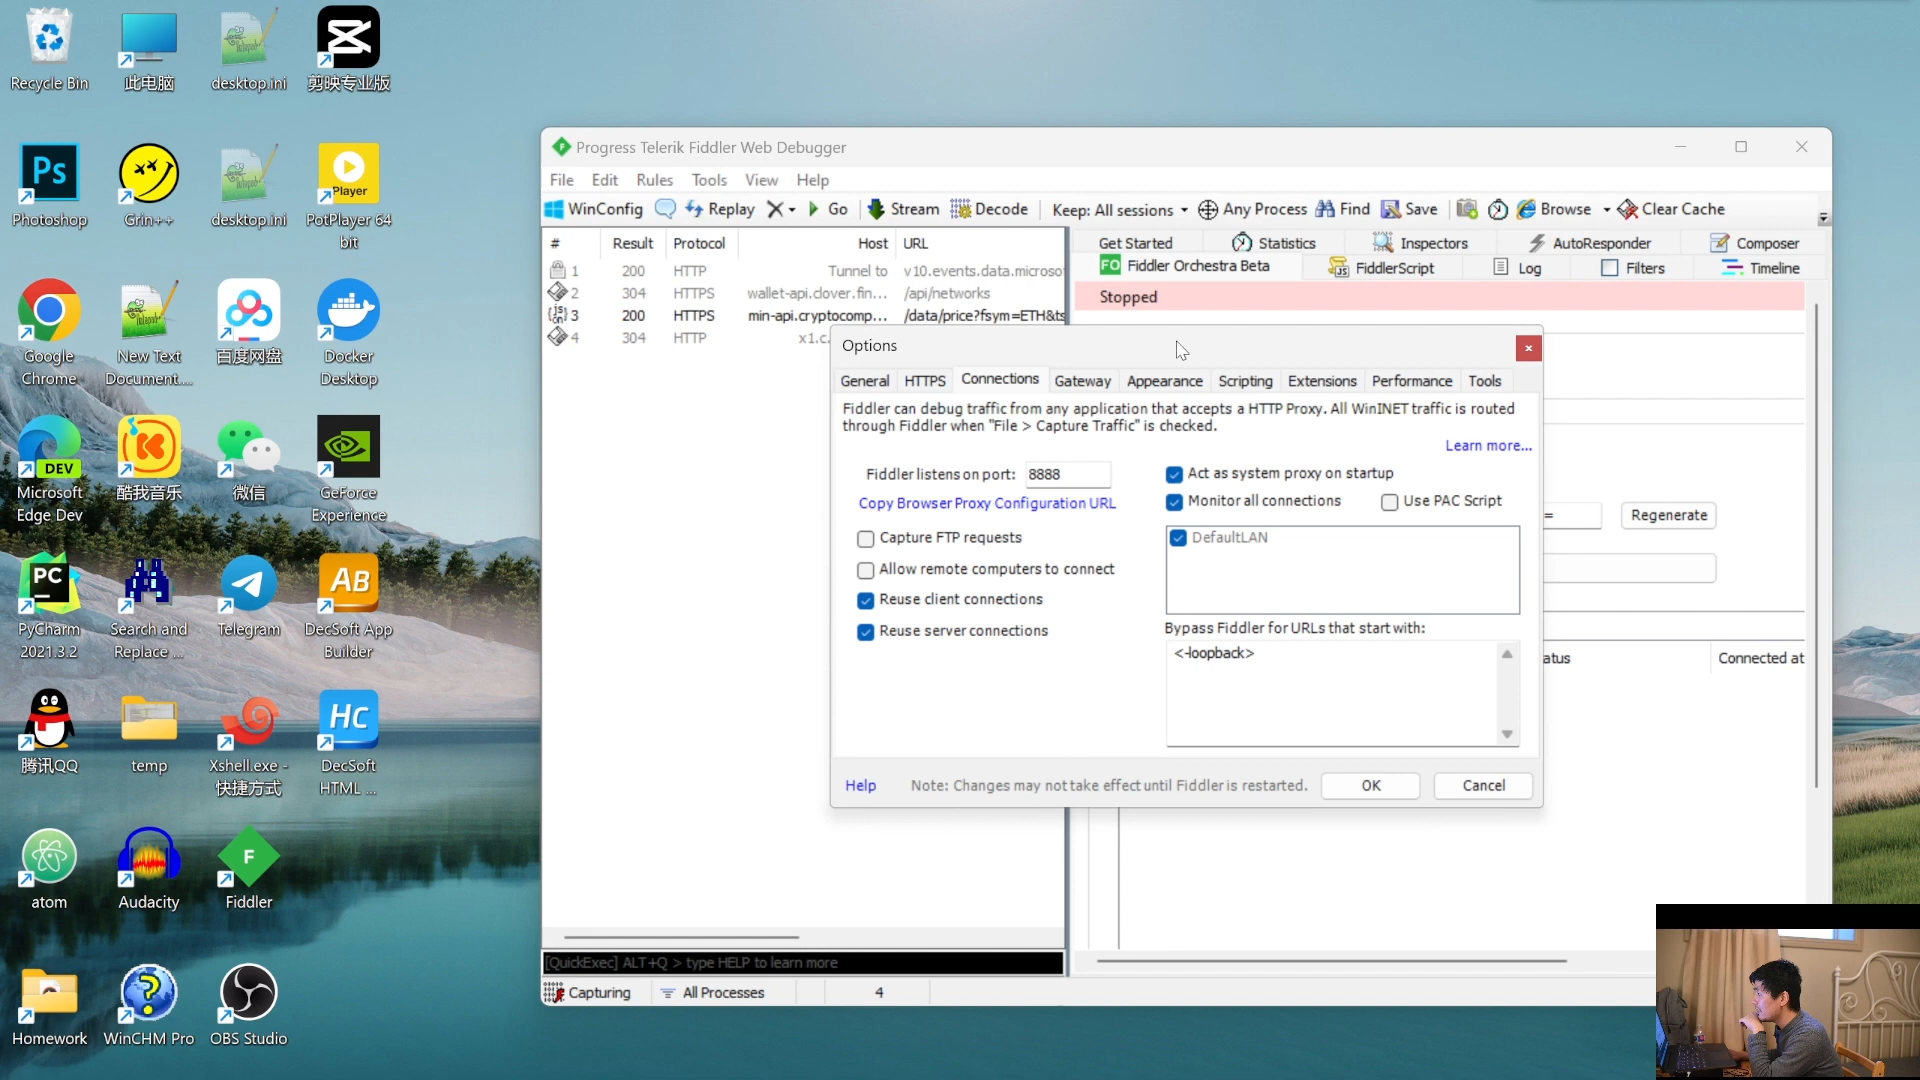 Recycle Bin
此电脑
desktop.ini
剪映专业版
Ps
Photoshop
Grin++
desktop.ini
Player
PotPlayer 64
bit
Google
Chrome
New Text
Document....
百度网盘
Docker
Desktop
DEV
Microsoft
Edge Dev
酷我音乐
微信
GeForce
Experience
PC
PyCharm
2021.3.2
Search and
Replace ...
Telegram
AB
DecSoft App
Builder
腾讯QQ
temp
Xshell.exe -
快捷方式
HC
DecSoft
HTML ...
atom
Audacity
F
Fiddler
Homework
WinCHM Pro
OBS Studio
Progress Telerik Fiddler Web Debugger
File Edit Rules Tools View Help
WinConfig Replay Go Stream Decode Keep: All sessions Any Process Find Save Browse Clear Cache
# Result Protocol Host URL
1 200 HTTP Tunnel to v10.events.data.microso
2 304 HTTPS wallet-api.clover.fin... /api/networks
3 200 HTTPS min-api.cryptocomp... /data/price?fsym=ETH&ts
4 304 HTTP x1.c.
Get Started Statistics Inspectors AutoResponder Composer
FO Fiddler Orchestra Beta FiddlerScript Log Filters Timeline
Stopped
Options
General HTTPS Connections Gateway Appearance Scripting Extensions Performance Tools
Fiddler can debug traffic from any application that accepts a HTTP Proxy. All WinINET traffic is routed
through Fiddler when "File > Capture Traffic" is checked.
Learn more...
Fiddler listens on port: 8888
Copy Browser Proxy Configuration URL
Capture FTP requests
Allow remote computers to connect
Reuse client connections
Reuse server connections
Act as system proxy on startup
Monitor all connections Use PAC Script
DefaultLAN
Bypass Fiddler for URLs that start with:
<-loopback>
Help Note: Changes may not take effect until Fiddler is restarted. OK Cancel
= Regenerate
atus Connected at
[QuickExec] ALT+Q > type HELP to learn more
Capturing All Processes 4